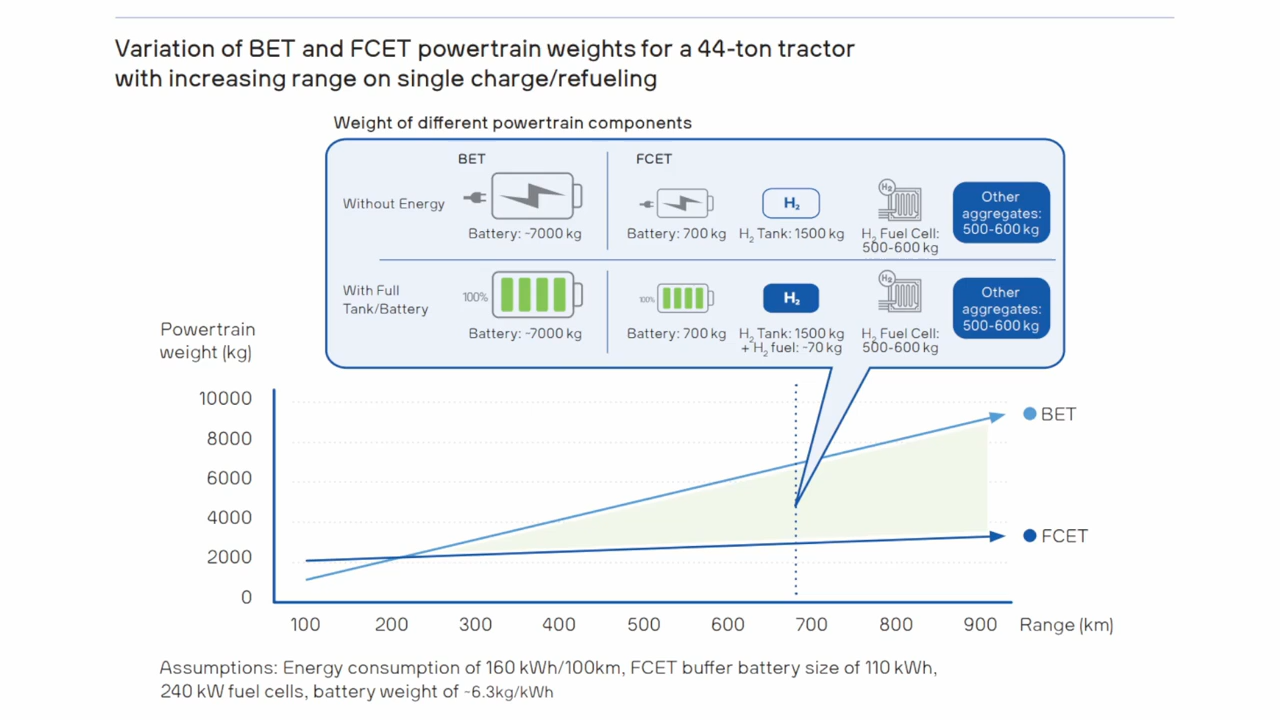 Variation of BET and FCET powertrain weights for a 44-ton tractor
with increasing range on single charge/refueling
Weight of different powertrain components
BET
FCET
Without Energy
Battery: ~7000 kg
Battery: 700 kg
H₂
H₂ Tank: 1500 kg
H₂
H₂ Fuel Cell:
500-600 kg
Other
aggregates:
500-600 kg
With Full
Tank/Battery
100%
Battery: ~7000 kg
100%
Battery: 700 kg
H₂
H₂ Tank: 1500 kg
+ H₂ fuel: ~70 kg
H₂
H₂ Fuel Cell:
500-600 kg
Other
aggregates:
500-600 kg
Powertrain
weight (kg)
10000
8000
6000
4000
2000
0
BET
FCET
100 200 300 400 500 600 700 800 900 Range (km)
Assumptions: Energy consumption of 160 kWh/100km, FCET buffer battery size of 110 kWh,
240 kW fuel cells, battery weight of ~6.3kg/kWh